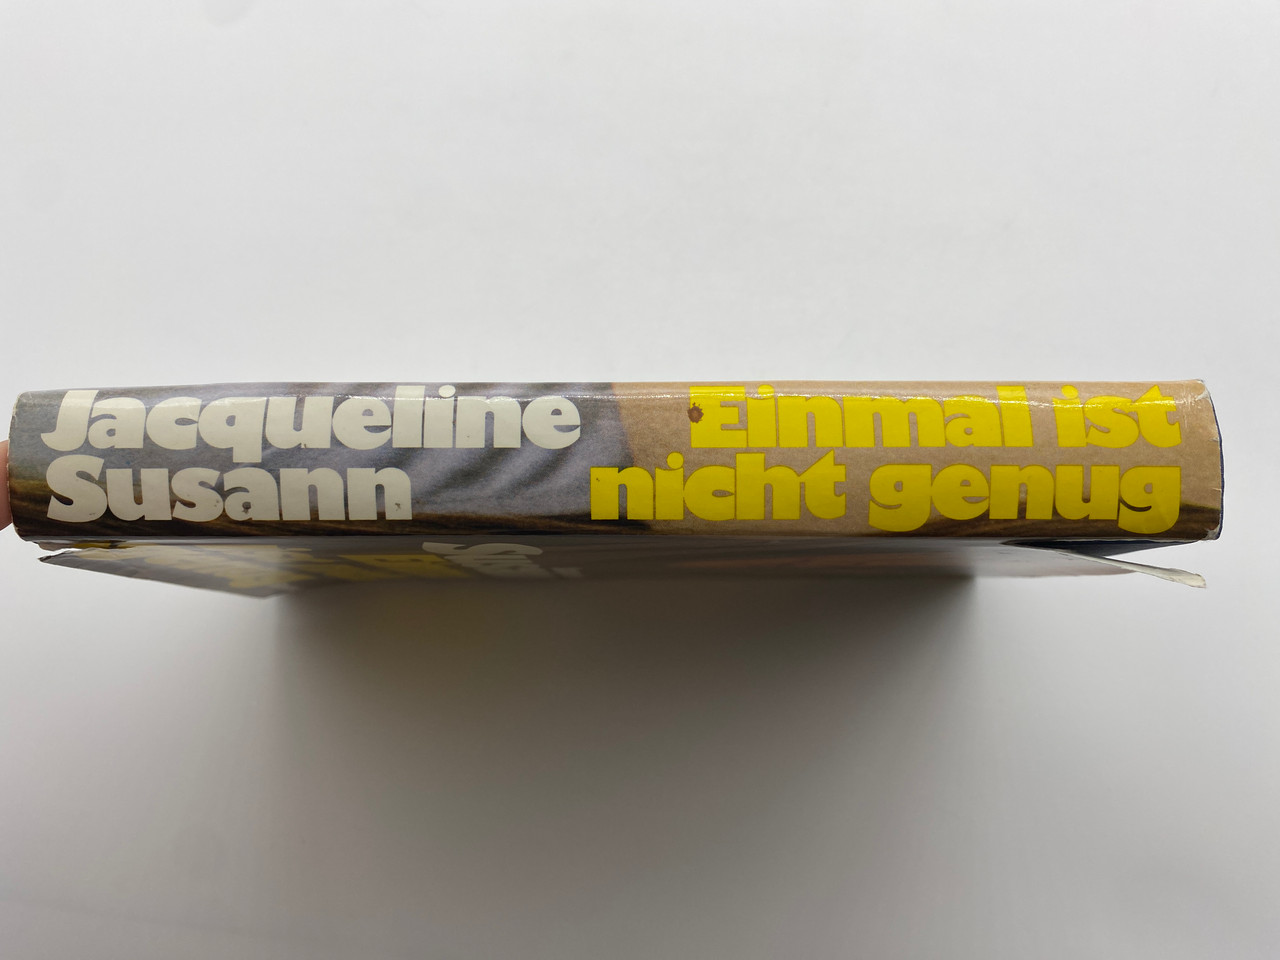 Jacqueline
Susann
Einmal ist
nicht genug